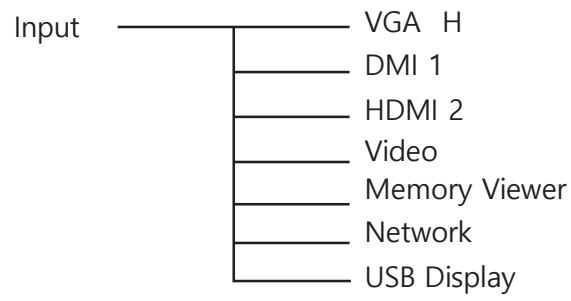 Input
VGA H
DMI 1
HDMI 2
Video
Memory Viewer
Network
USB Display